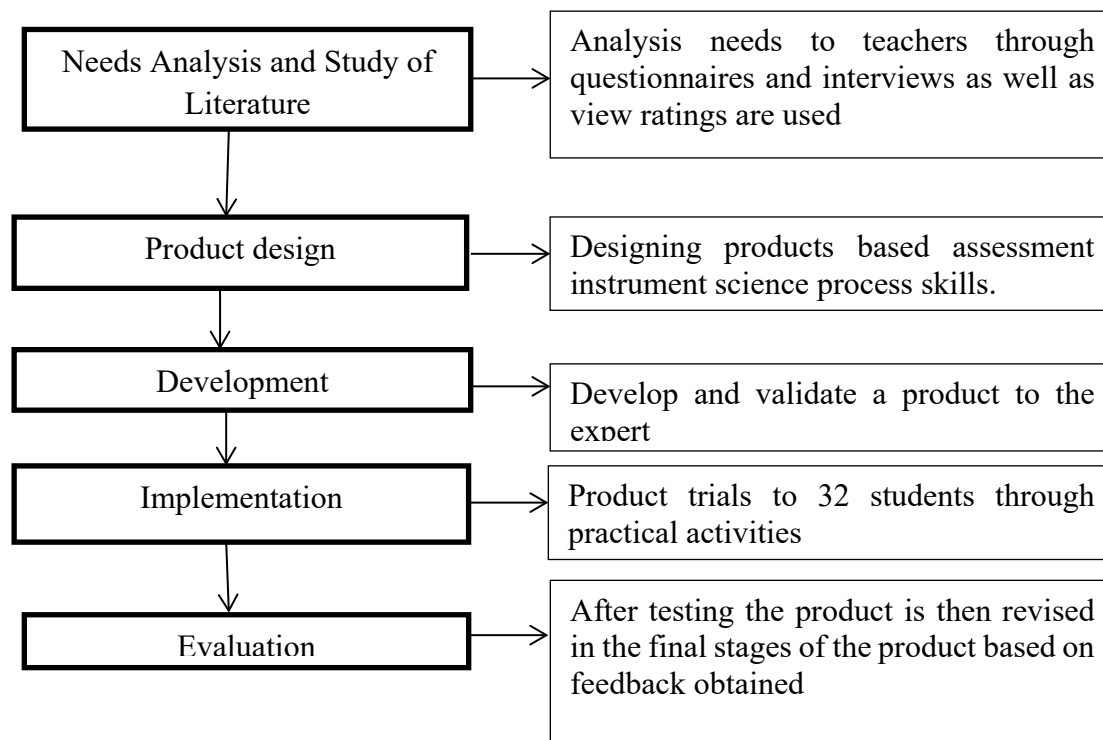 Needs Analysis and Study of
Literature
Analysis needs to teachers through
questionnaires and interviews as well as
view ratings are used
Product design
Designing products based assessment
instrument science process skills.
Development
Develop and validate a product to the
expert
Implementation
Product trials to 32 students through
practical activities
Evaluation
After testing the product is then revised
in the final stages of the product based on
feedback obtained